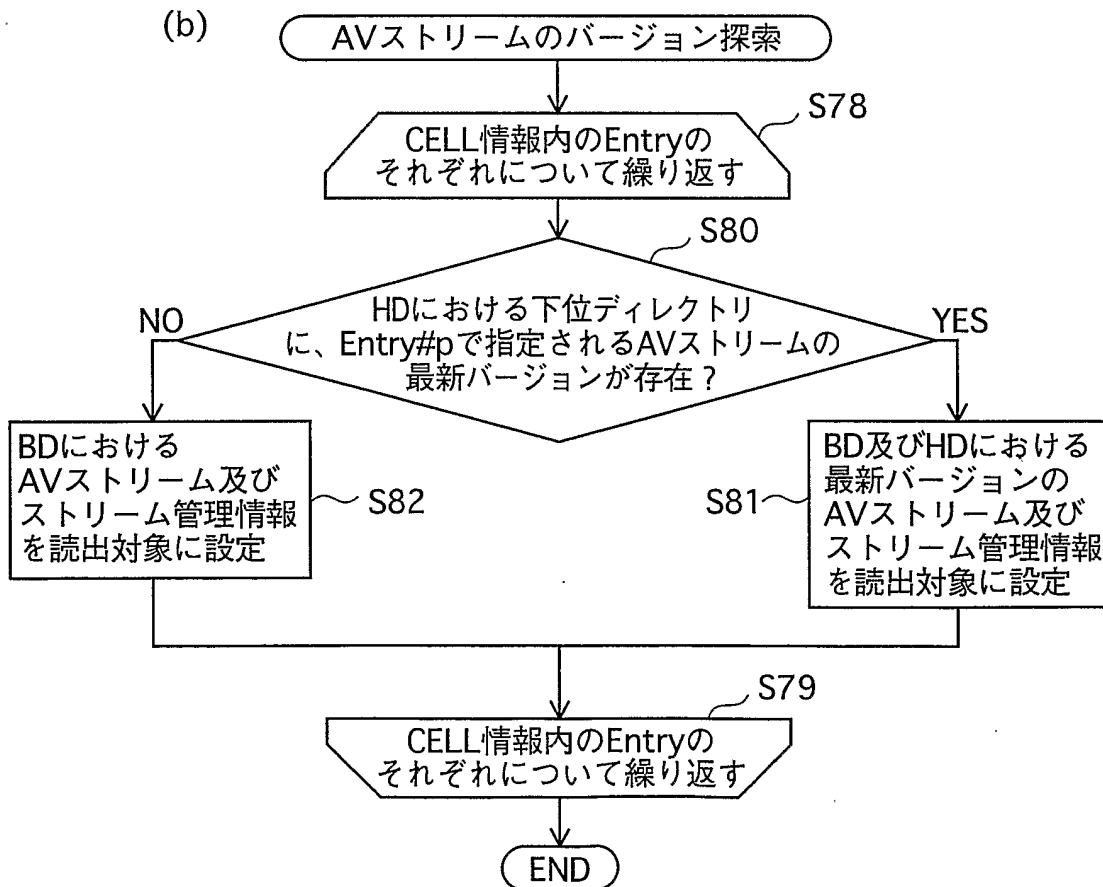 (b)
AVストリームのバージョン探索
S78
CELL情報内のEntryの
それぞれについて繰り返す
S80
HDにおける下位ディレクトリ
に、Entry#pで指定されるAVストリームの
最新バージョンが存在？
NO
YES
BDにおける
AVストリーム及び
ストリーム管理情報
を読出対象に設定
S82
BD及びHDにおける
最新バージョンの
AVストリーム及び
ストリーム管理情報
を読出対象に設定
S81
S79
CELL情報内のEntryの
それぞれについて繰り返す
END